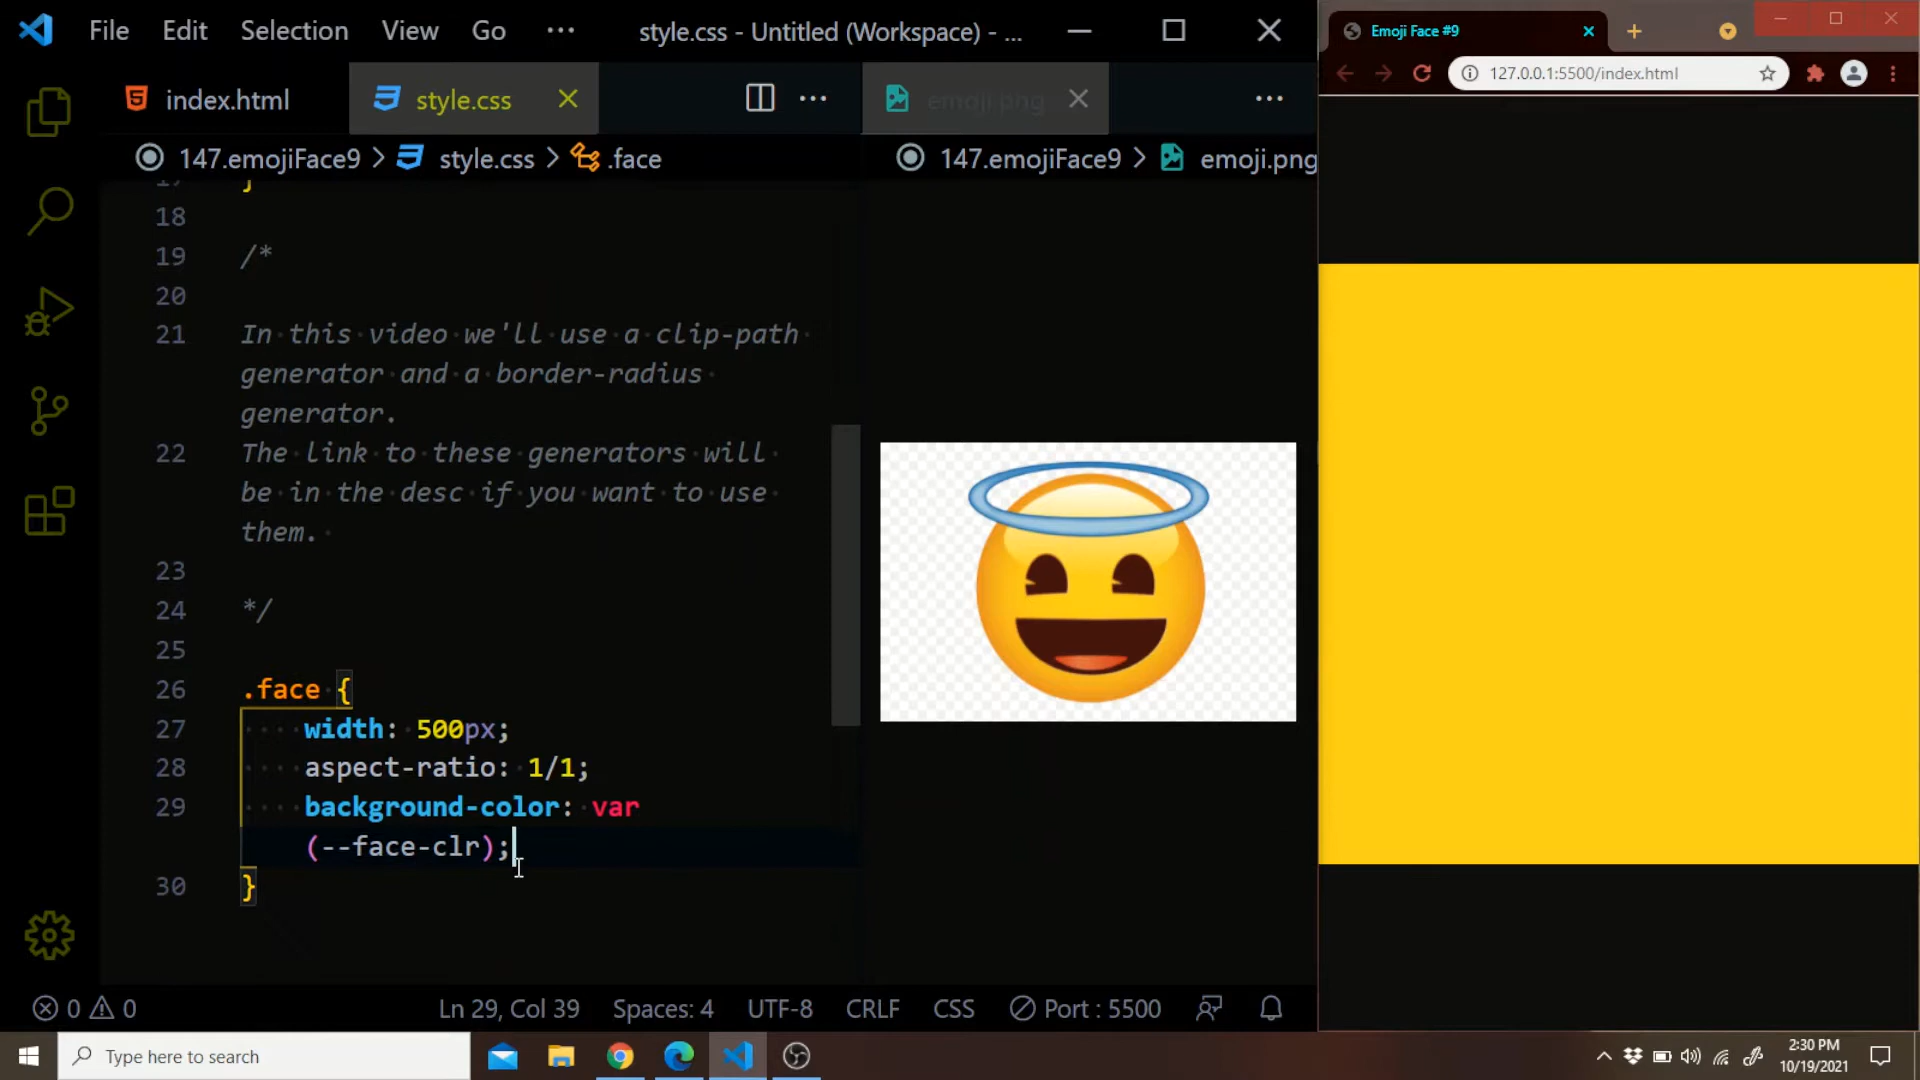 File Edit Selection View Go ··· style.css - Untitled (Workspace) - ...
Emoji Face #9
127.0.0.1:5500/index.html
index.html style.css emoji.png
147.emojiFace9 > style.css > .face
147.emojiFace9 > emoji.png
17 }
18
19 /*
20
21 In this video we'll use a clip-path
generator and a border-radius
generator.
22 The link to these generators will
be in the desc if you want to use
them.
23
24 */
25
26 .face {
27 width: 500px;
28 aspect-ratio: 1/1;
29 background-color: var
(--face-clr);
30 }
0 0 Ln 29, Col 39 Spaces: 4 UTF-8 CRLF CSS Port : 5500
Type here to search
2:30 PM
10/19/2021